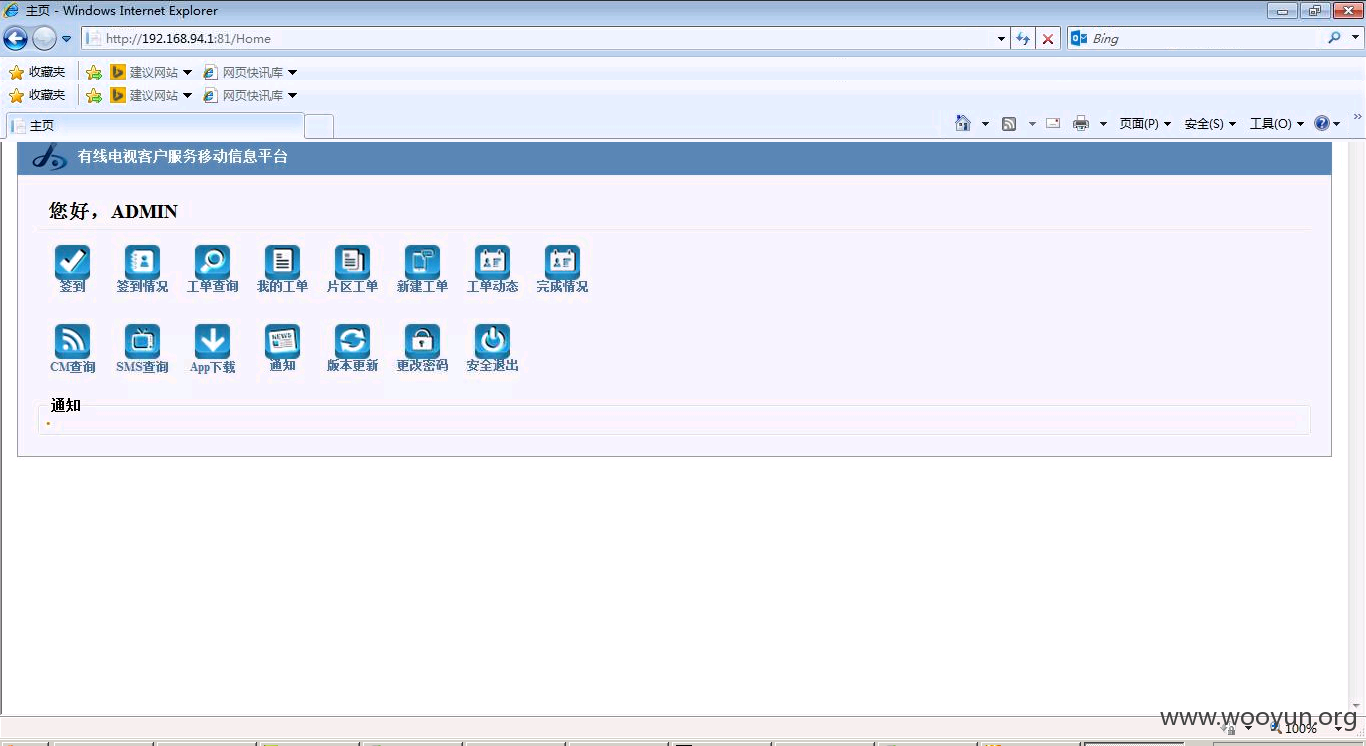 主页 - Windows Internet Explorer
http://192.168.94.1:81/Home
Bing
收藏夹 建议网站 网页快讯库
收藏夹 建议网站 网页快讯库
主页 页面(P) 安全(S) 工具(O)
有线电视客户服务移动信息平台
您好，ADMIN
签到 签到情况 工单查询 我的工单 片区工单 新建工单 工单动态 完成情况
NEWS
CM查询 SMS查询 App下载 通知 版本更新 更改密码 安全退出
通知
www.wooyun.org
100%